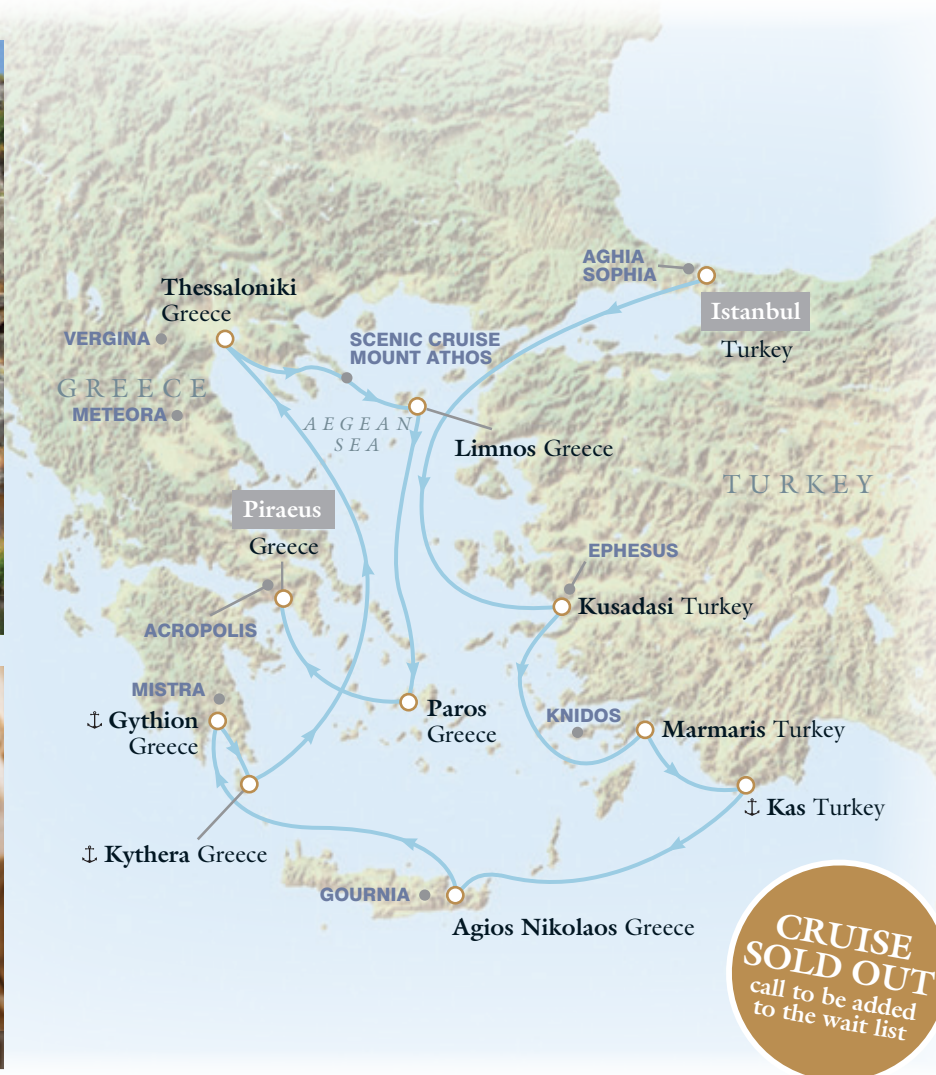 AGHIA
SOPHIA
Istanbul
Turkey
Thessaloniki
Greece
VERGINA
SCENIC CRUISE
MOUNT ATHOS
GREECE
METEORA
AEGEAN
SEA
Limnos Greece
TURKEY
Piraeus
Greece
EPHESUS
Kusadasi Turkey
ACROPOLIS
MISTRA
Gythion
Greece
Paros
Greece
KNIDOS
Marmaris Turkey
Kas Turkey
Kythera Greece
GOURNIA
Agios Nikolaos Greece
CRUISE
SOLD OUT
call to be added
to the wait list